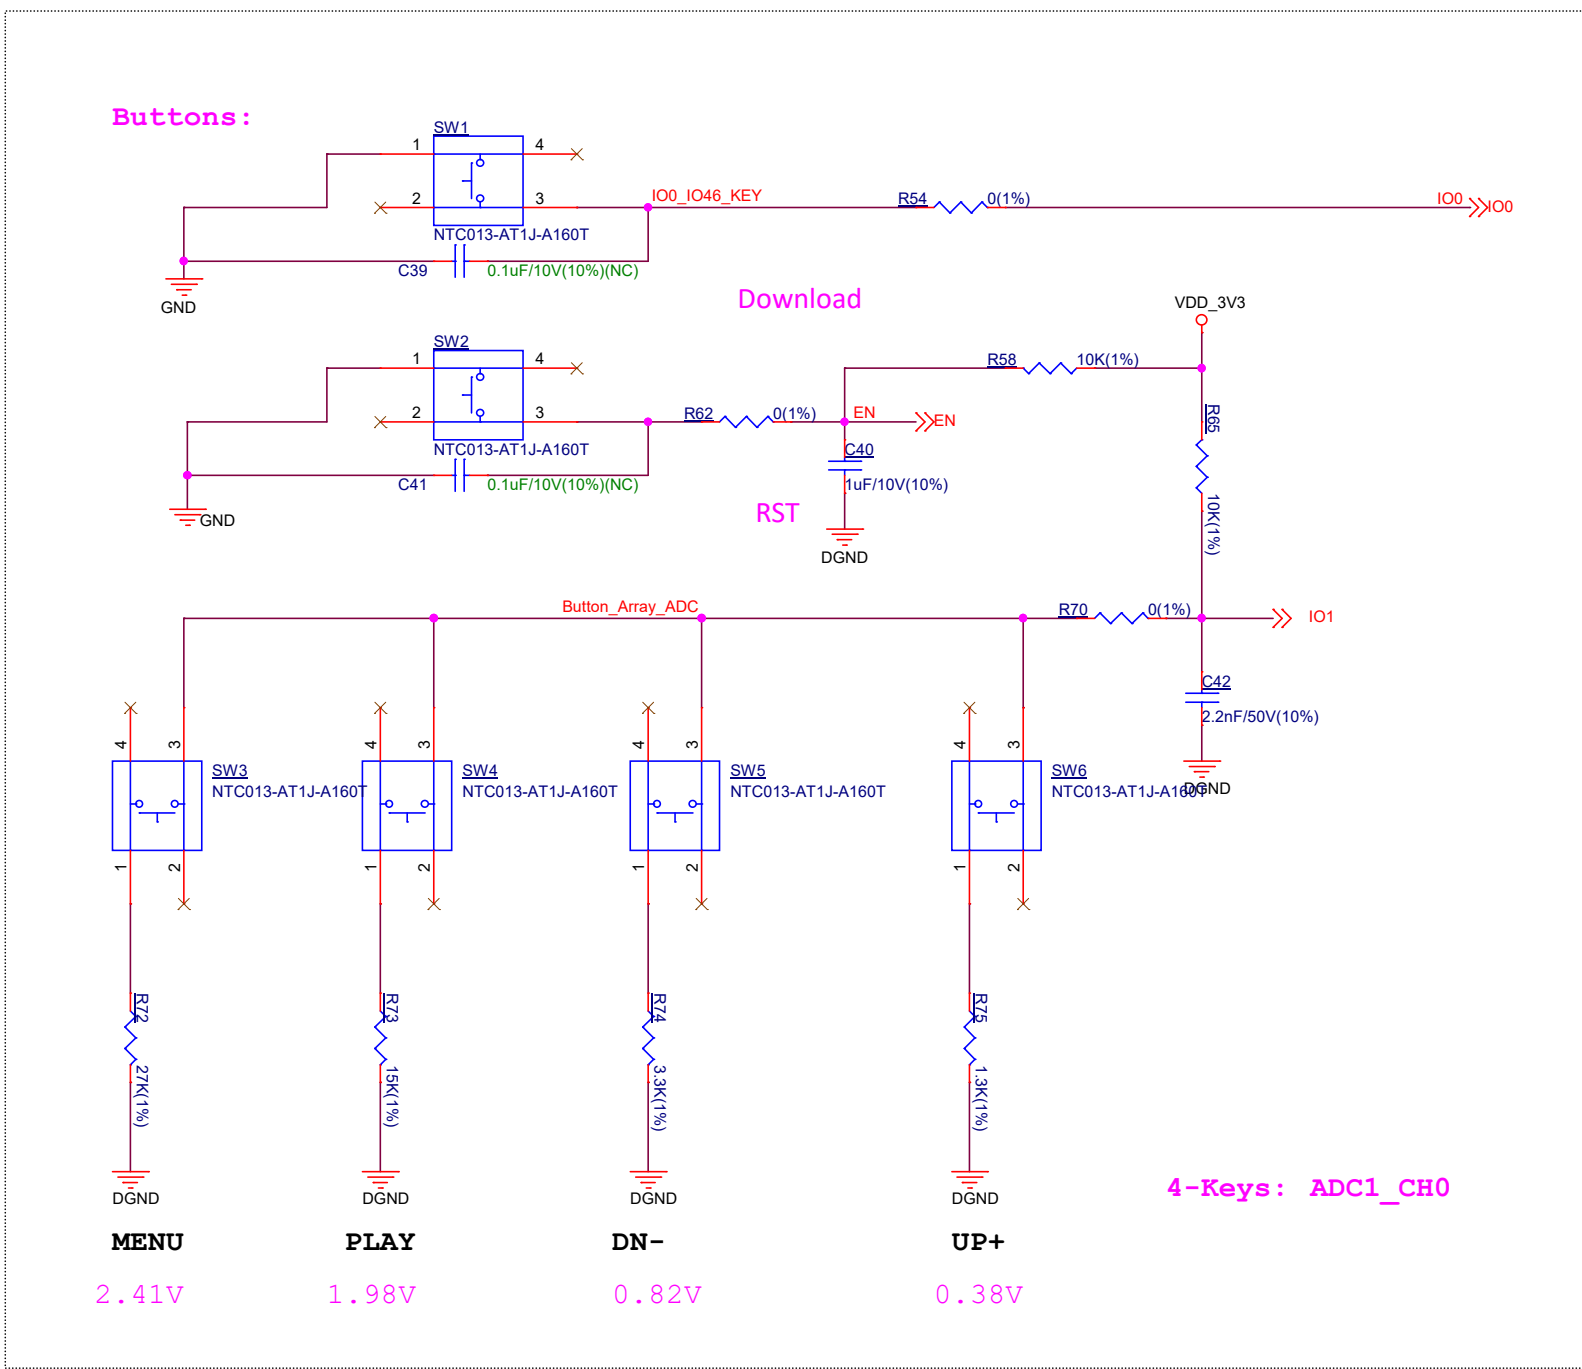 Buttons:
SW1
1
4
2
3
NTC013-AT1J-A160T
IO0_IO46_KEY
R54
0(1%)
IO0
IO0
C39
0.1uF/10V(10%)(NC)
GND
Download
VDD_3V3
SW2
1
4
2
3
NTC013-AT1J-A160T
R58
10K(1%)
R62
0(1%)
EN
EN
R65
10K(1%)
C41
0.1uF/10V(10%)(NC)
C40
1uF/10V(10%)
GND
RST
DGND
Button_Array_ADC
R70
0(1%)
IO1
C42
2.2nF/50V(10%)
DGND
4
3
SW3
NTC013-AT1J-A160T
1
2
4
3
SW4
NTC013-AT1J-A160T
1
2
4
3
SW5
NTC013-AT1J-A160T
1
2
4
3
SW6
NTC013-AT1J-A160T
1
2
R72
27K(1%)
R73
15K(1%)
R74
3.3K(1%)
R75
1.3K(1%)
DGND
DGND
DGND
DGND
4-Keys: ADC1_CH0
MENU
PLAY
DN-
UP+
2.41V
1.98V
0.82V
0.38V